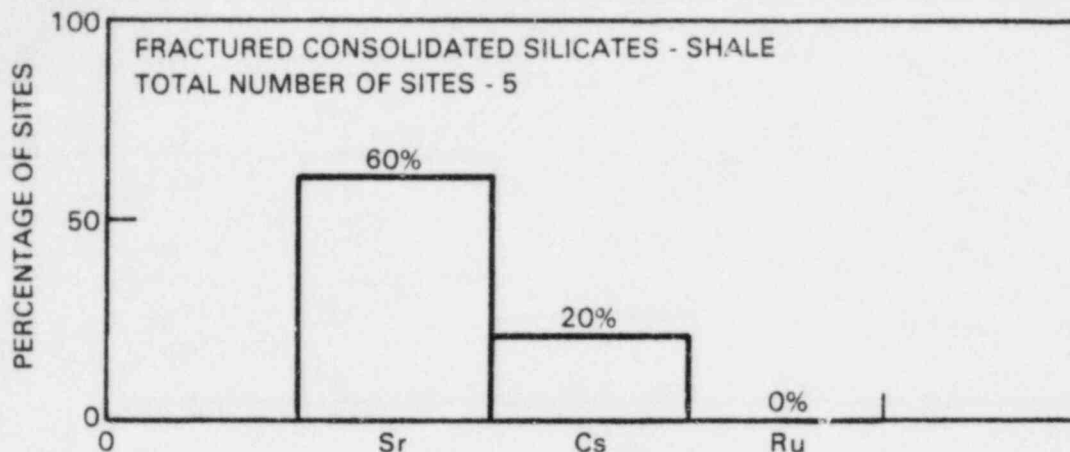 100
FRACTURED CONSOLIDATED SILICATES - SHALE
TOTAL NUMBER OF SITES - 5
PERCENTAGE OF SITES
60%
50
20%
0%
0
0 Sr Cs Ru